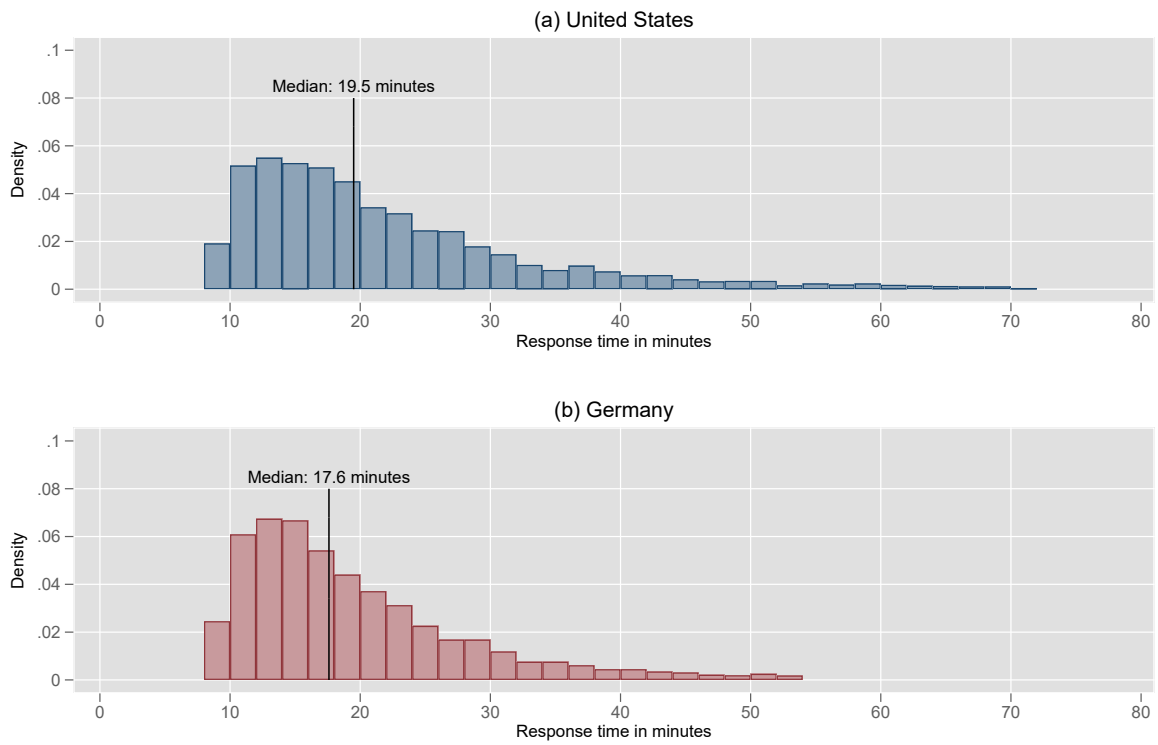 (a) United States
Median: 19.5 minutes
Density
.1
.08
.06
.04
.02
0
0 10 20 30 40 50 60 70 80
Response time in minutes
(b) Germany
Median: 17.6 minutes
Density
.1
.08
.06
.04
.02
0
0 10 20 30 40 50 60 70 80
Response time in minutes